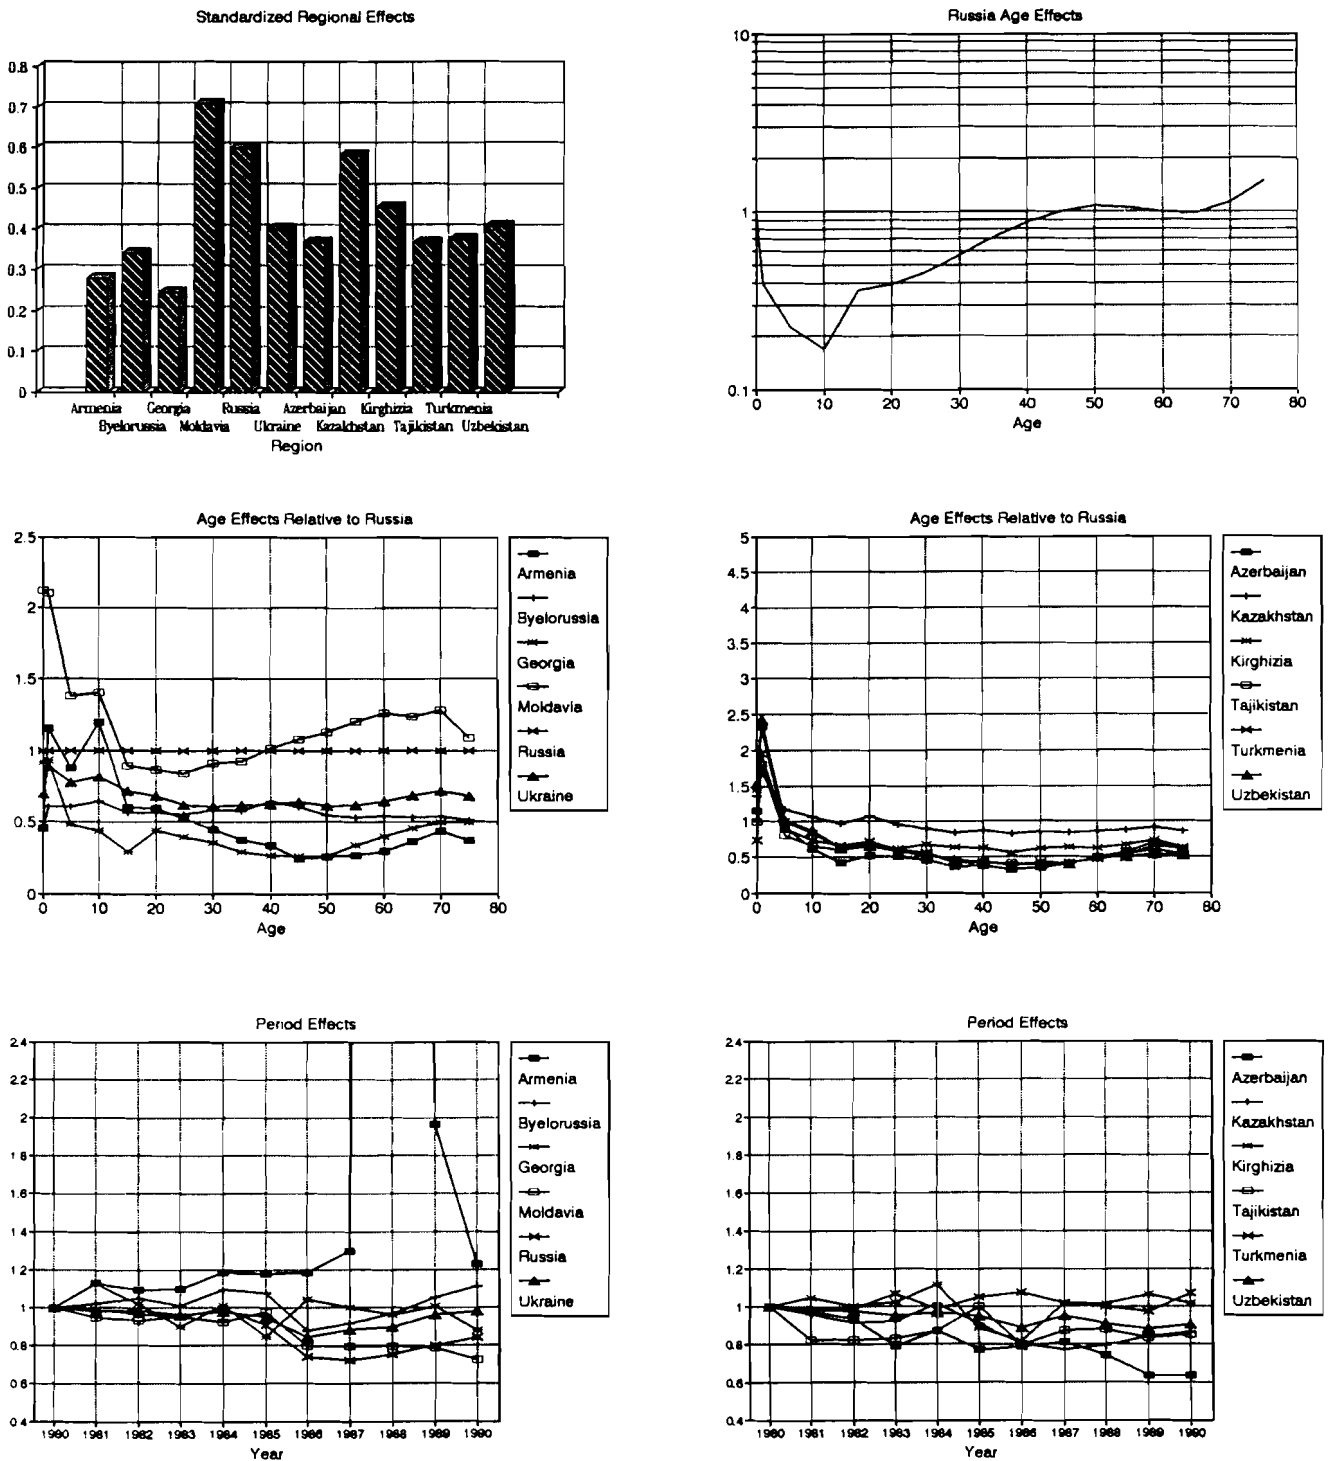 Standardized Regional Effects
0.8
0.7
0.6
0.5
0.4
0.3
0.2
0.1
0
Armenia Georgia Russia Azerbaijan Kirghizia Turkmenia
Byelorussia Moldavia Ukraine Kazakhstan Tajikistan Uzbekistan
Region
Russia Age Effects
10
1
0.1
0 10 20 30 40 50 60 70 80
Age
Age Effects Relative to Russia
2.5
2
1.5
1
0.5
0
0 10 20 30 40 50 60 70 80
Age
Armenia
Byelorussia
Georgia
Moldavia
Russia
Ukraine
Age Effects Relative to Russia
5
4.5
4
3.5
3
2.5
2
1.5
1
0.5
0
0 10 20 30 40 50 60 70 80
Age
Azerbaijan
Kazakhstan
Kirghizia
Tajikistan
Turkmenia
Uzbekistan
Period Effects
2.4
2.2
2
1.8
1.6
1.4
1.2
1
0.8
0.6
0.4
1980 1981 1982 1983 1984 1985 1986 1987 1988 1989 1990
Year
Armenia
Byelorussia
Georgia
Moldavia
Russia
Ukraine
Period Effects
2.4
2.2
2
1.8
1.6
1.4
1.2
1
0.8
0.6
0.4
1980 1981 1982 1983 1984 1985 1986 1987 1988 1989 1990
Year
Azerbaijan
Kazakhstan
Kirghizia
Tajikistan
Turkmenia
Uzbekistan